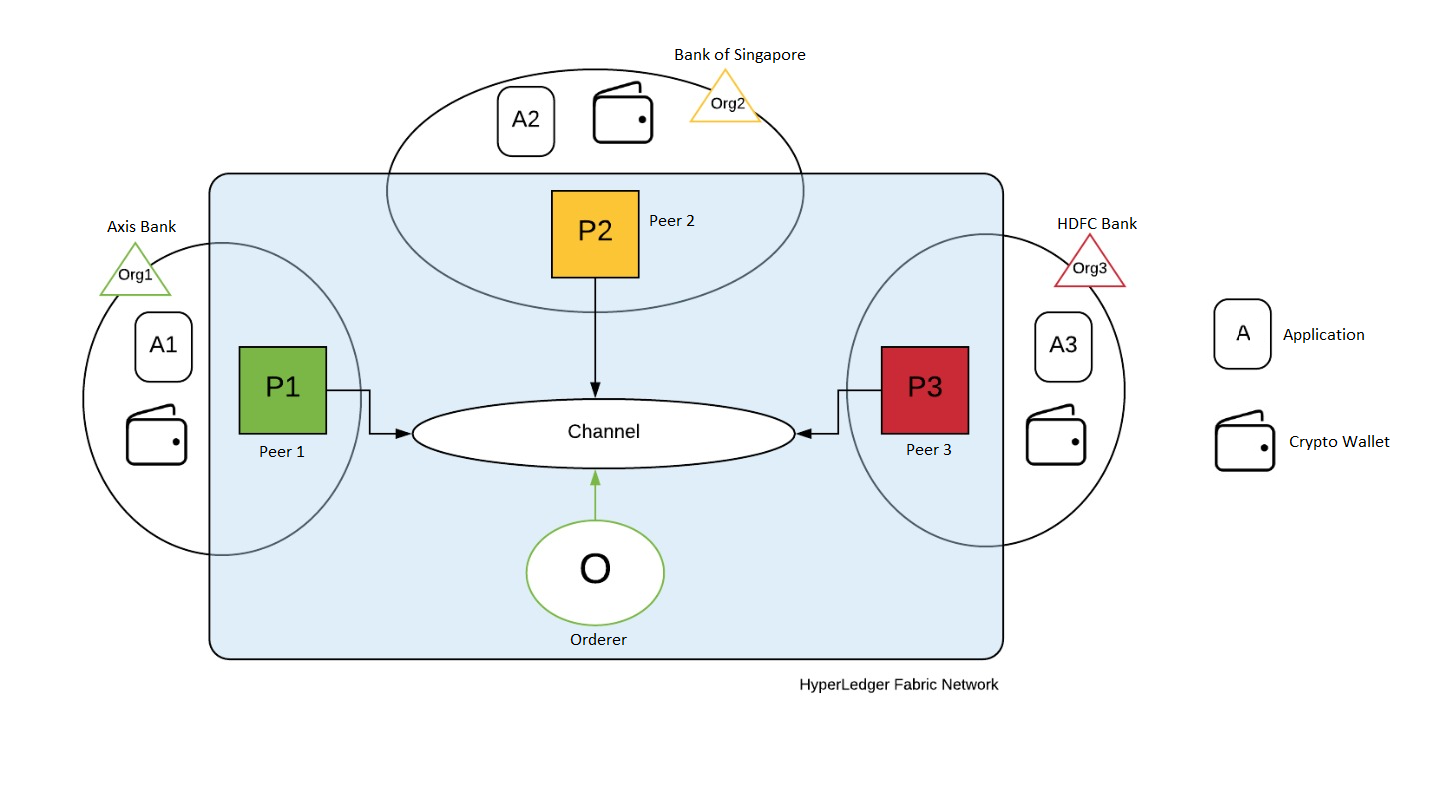 Bank of Singapore
Org2
A2
P2
Peer 2
Axis Bank
Org1
A1
P1
Peer 1
HDFC Bank
Org3
A3
P3
Peer 3
Channel
O
Orderer
HyperLedger Fabric Network
A
Application
Crypto Wallet